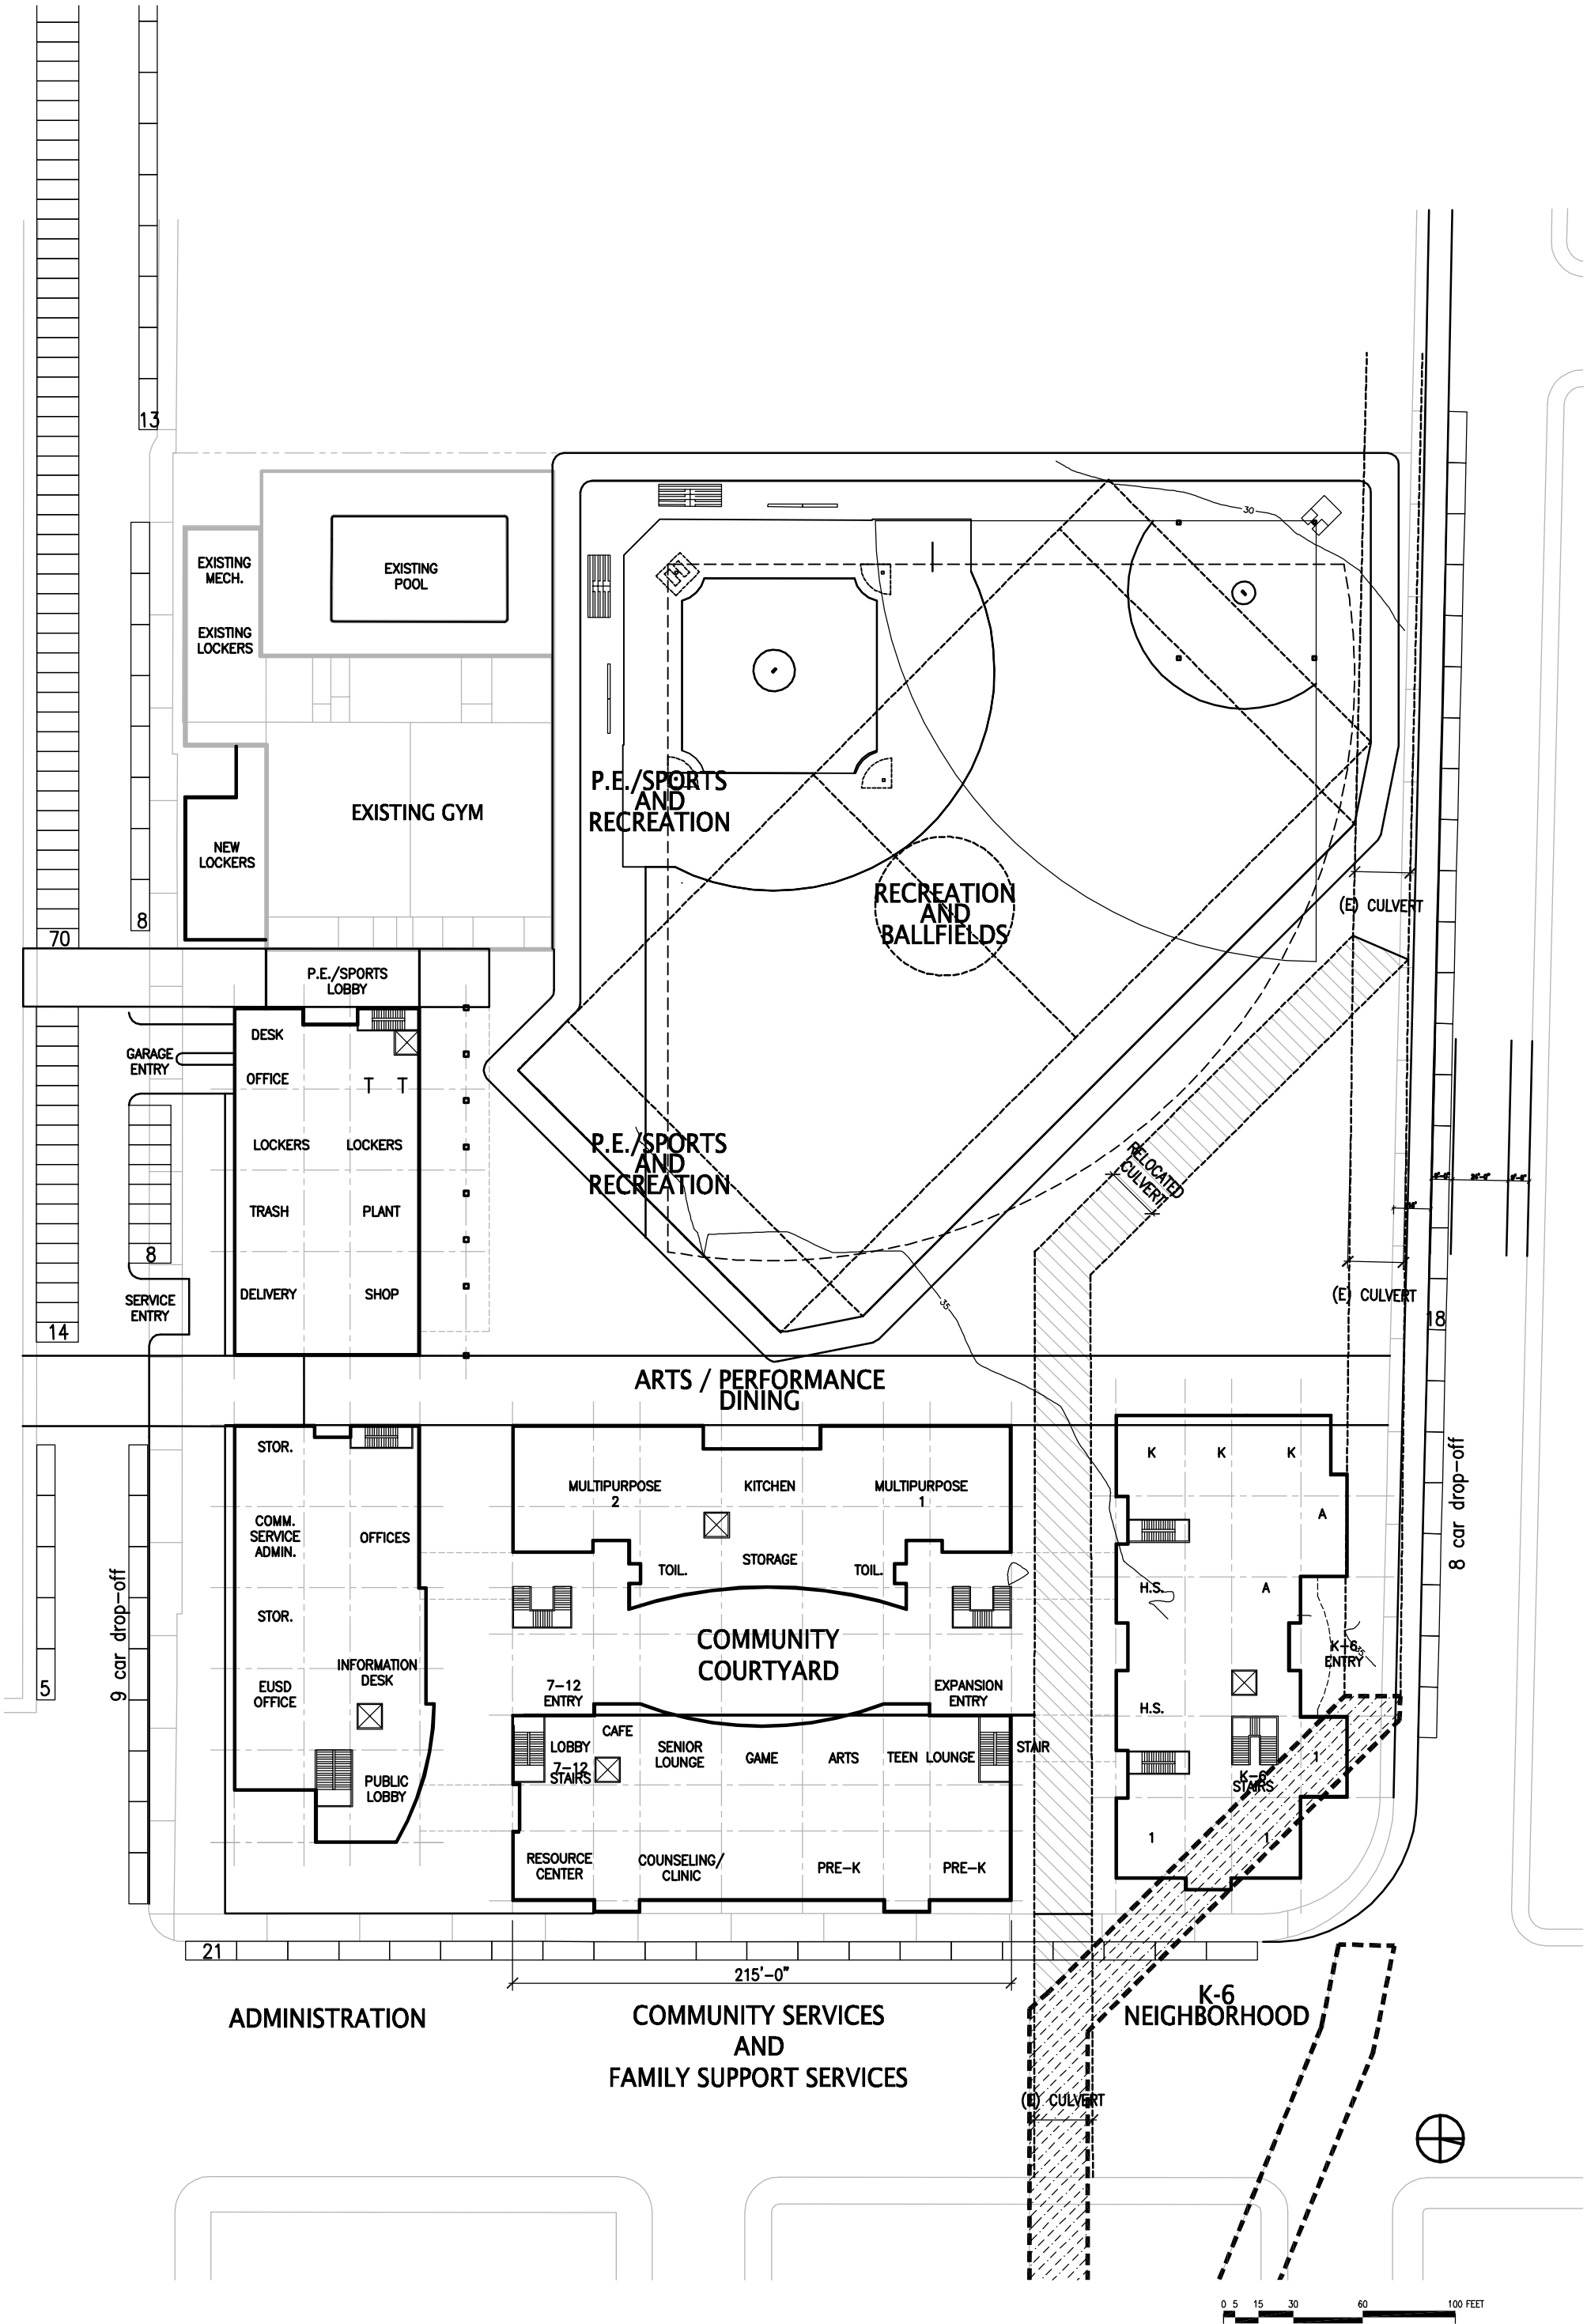 13
30
EXISTING
MECH.
EXISTING
POOL
EXISTING
LOCKERS
P.E./SPORTS
AND
RECREATION
EXISTING GYM
NEW
LOCKERS
RECREATION
AND
BALLFIELDS
(E) CULVERT
8
70
P.E./SPORTS
LOBBY
DESK
GARAGE
ENTRY
OFFICE
T T
LOCKERS
LOCKERS
P.E./SPORTS
AND
RECREATION
RELOCATED
CULVERT
TRASH
PLANT
8
DELIVERY
SHOP
SERVICE
ENTRY
14
35
(E) CULVERT
18
ARTS / PERFORMANCE
DINING
STOR.
COMM.
SERVICE
ADMIN.
OFFICES
MULTIPURPOSE
2
KITCHEN
MULTIPURPOSE
1
K
K
K
A
8 car drop-off
TOIL.
STORAGE
TOIL.
H.S.
A
STOR.
COMMUNITY
COURTYARD
9 car drop-off
5
INFORMATION
DESK
EUSD
OFFICE
7-12
ENTRY
EXPANSION
ENTRY
K-6
ENTRY
35
H.S.
CAFE
LOBBY
7-12
STAIRS
SENIOR
LOUNGE
GAME
ARTS
TEEN LOUNGE
STAIR
1
K-6
STAIRS
PUBLIC
LOBBY
RESOURCE
CENTER
COUNSELING/
CLINIC
PRE-K
PRE-K
1
1
21
215'-0"
ADMINISTRATION
COMMUNITY SERVICES
AND
FAMILY SUPPORT SERVICES
K-6
NEIGHBORHOOD
(E) CULVERT
0 5 15 30 60 100 FEET